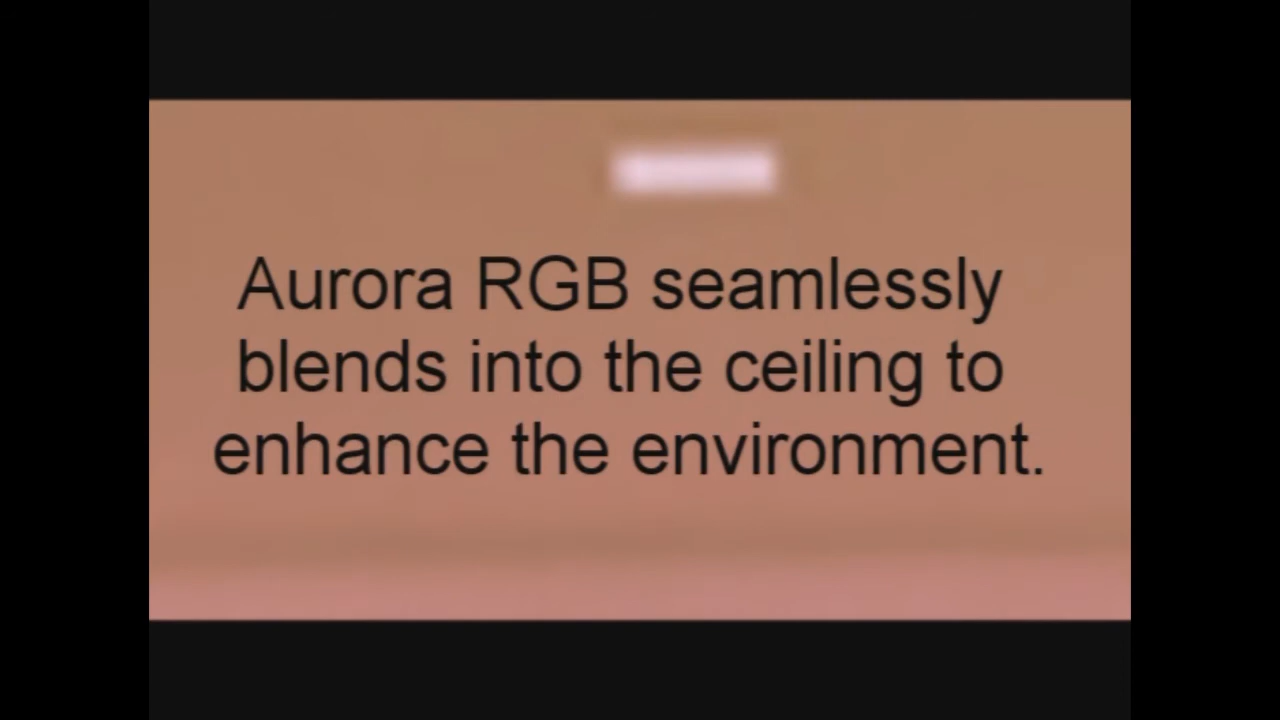 Aurora RGB seamlessly
blends into the ceiling to
enhance the environment.